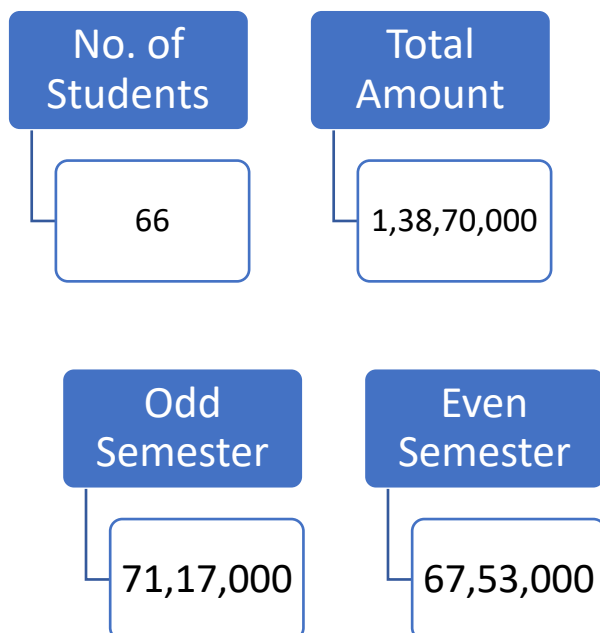 No. of
Students
66
Total
Amount
1,38,70,000
Odd
Semester
71,17,000
Even
Semester
67,53,000